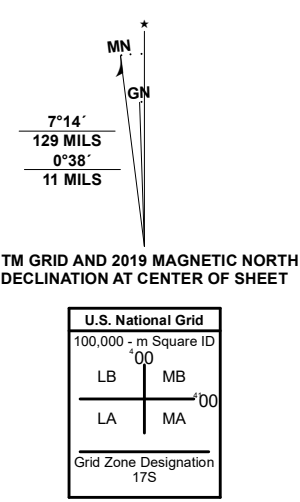 ★
MN
GN
7°14´
129 MILS
0°38´
11 MILS
TM GRID AND 2019 MAGNETIC NORTH
DECLINATION AT CENTER OF SHEET
U.S. National Grid
100,000 - m Square ID
⁴00
LB MB
⁴¹00
LA MA
Grid Zone Designation
17S